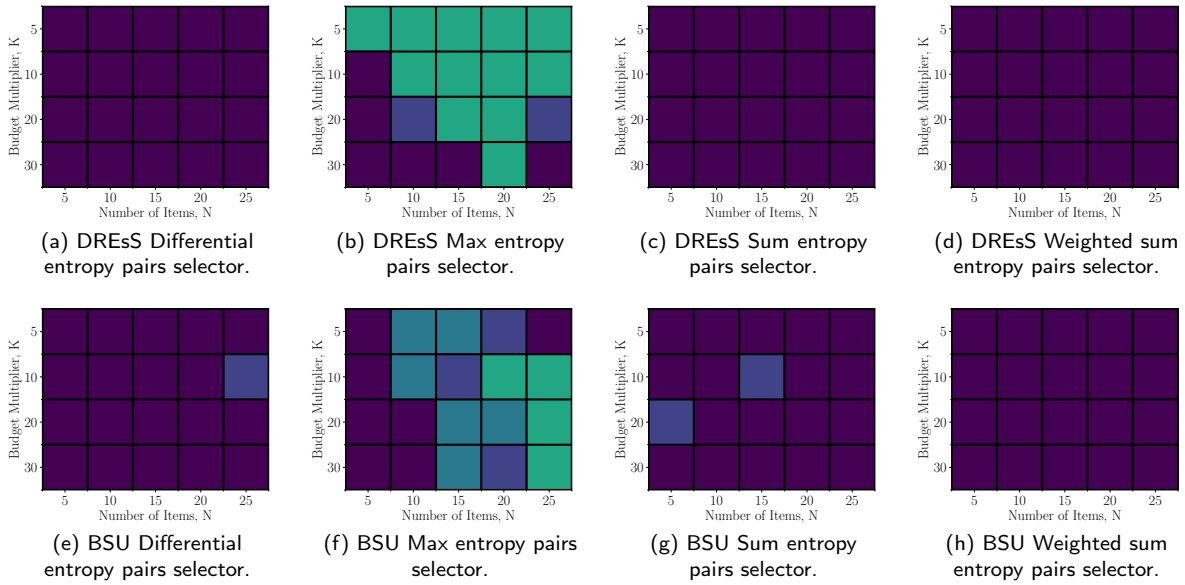 Budget Multiplier, K
5
10
20
30
5 10 15 20 25
Number of Items, N
(a) DREsS Differential
entropy pairs selector.
Budget Multiplier, K
5
10
20
30
5 10 15 20 25
Number of Items, N
(b) DREsS Max entropy
pairs selector.
Budget Multiplier, K
5
10
20
30
5 10 15 20 25
Number of Items, N
(c) DREsS Sum entropy
pairs selector.
Budget Multiplier, K
5
10
20
30
5 10 15 20 25
Number of Items, N
(d) DREsS Weighted sum
entropy pairs selector.
Budget Multiplier, K
5
10
20
30
5 10 15 20 25
Number of Items, N
(e) BSU Differential
entropy pairs selector.
Budget Multiplier, K
5
10
20
30
5 10 15 20 25
Number of Items, N
(f) BSU Max entropy pairs
selector.
Budget Multiplier, K
5
10
20
30
5 10 15 20 25
Number of Items, N
(g) BSU Sum entropy
pairs selector.
Budget Multiplier, K
5
10
20
30
5 10 15 20 25
Number of Items, N
(h) BSU Weighted sum
entropy pairs selector.